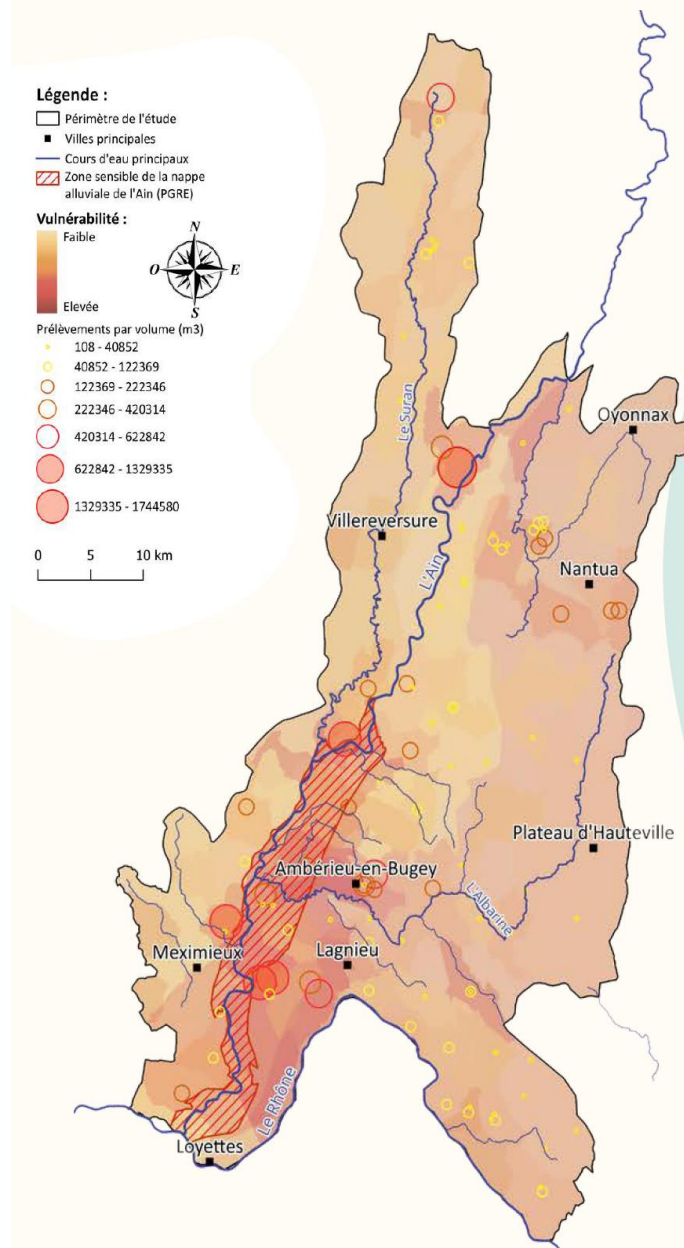 Légende :
Périmètre de l'étude
Villes principales
Cours d'eau principaux
Zone sensible de la nappe
alluviale de l'Ain (PGRE)
Vulnérabilité :
Faible
Elevée
N
O
E
S
Prélèvements par volume (m3)
108 - 40852
40852 - 122369
122369 - 222346
222346 - 420314
420314 - 622842
622842 - 1329335
1329335 - 1744580
0 5 10 km
Le Suran
Oyonnax
Villereversure
L'Ain
Nantua
Plateau d'Hauteville
Ambérieu-en-Bugey
L'Albarine
Meximieux
Lagnieu
Le Rhône
Loyettes